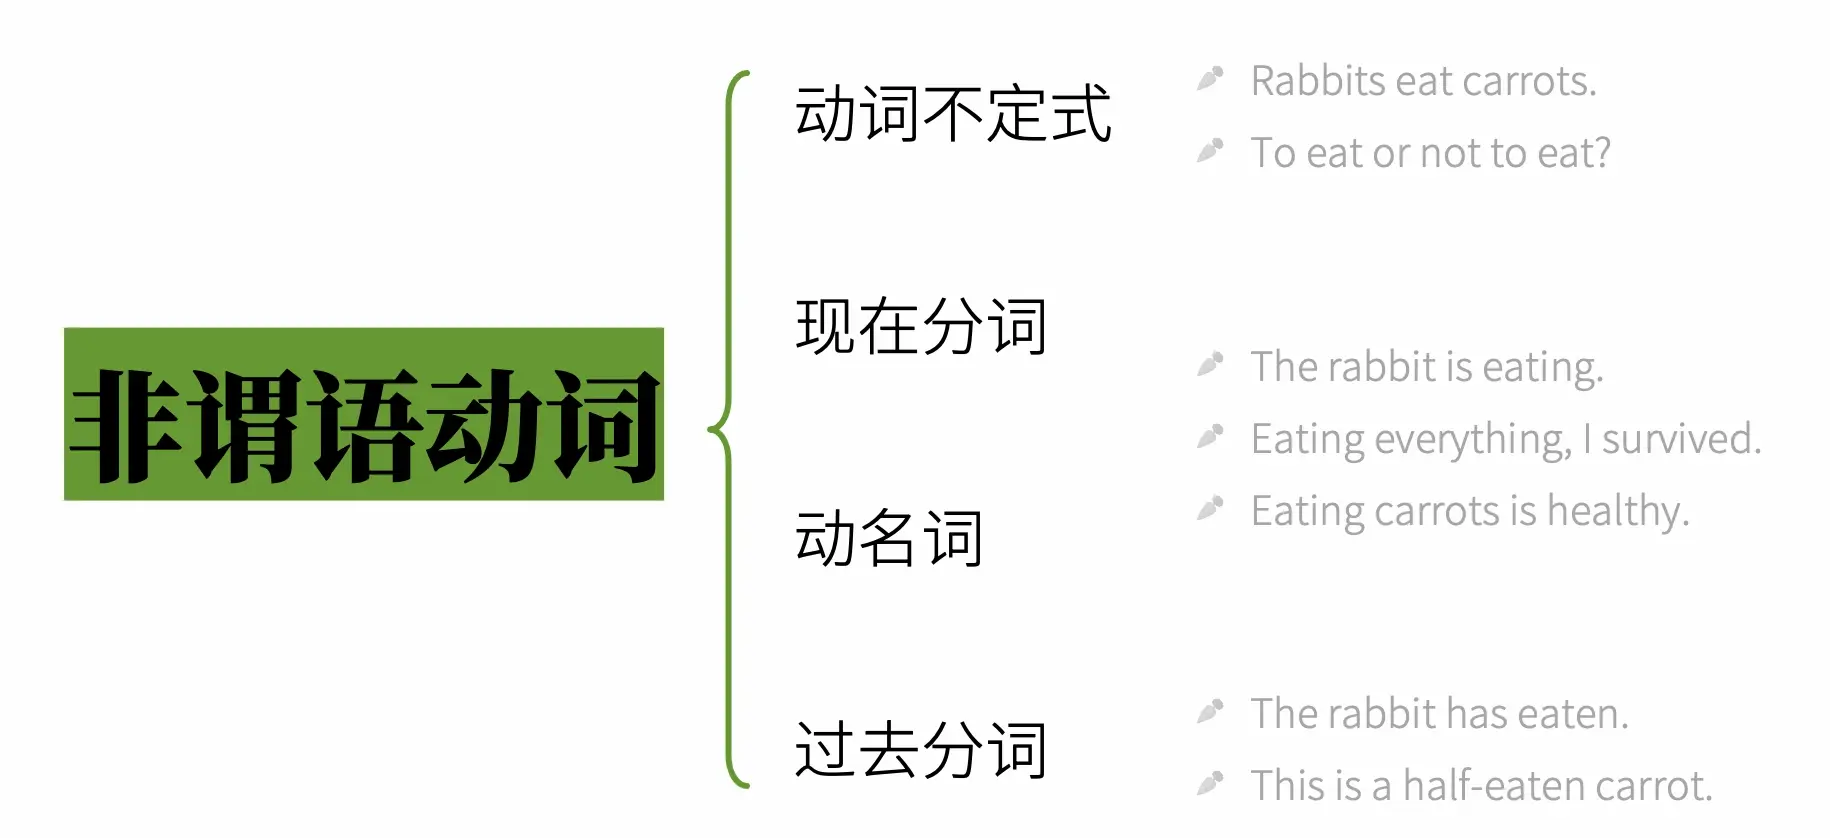 非谓语动词
动词不定式
Rabbits eat carrots.
To eat or not to eat?
现在分词
The rabbit is eating.
Eating everything, I survived.
Eating carrots is healthy.
动名词
过去分词
The rabbit has eaten.
This is a half-eaten carrot.